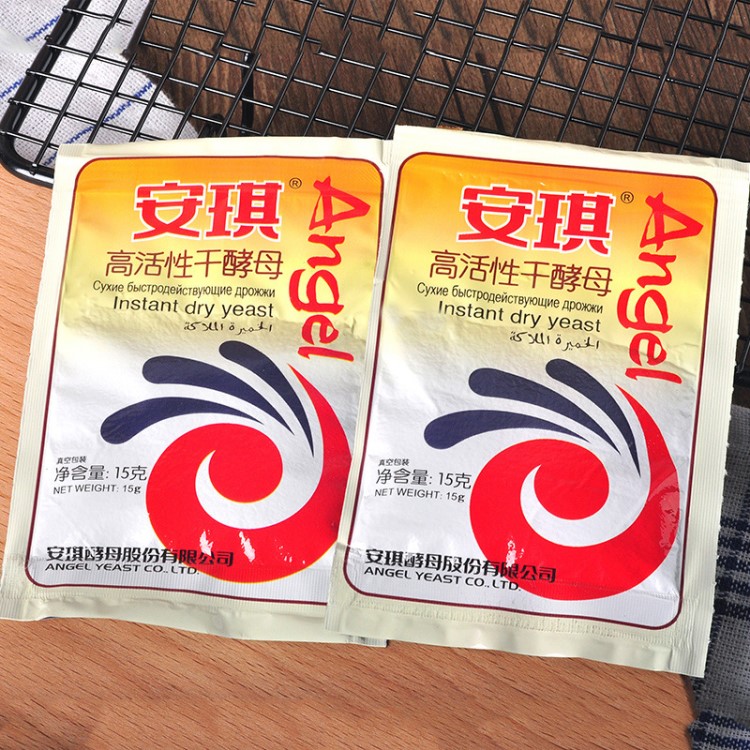 安琪®
Angel
高活性干酵母
Сухие быстродействующие дрожжи
Instant dry yeast
الخميرة الملاكة
真空包装
净含量: 15克
NET WEIGHT: 15g
安琪酵母股份有限公司
ANGEL YEAST CO., LTD.
安琪®
Angel
高活性干酵母
Сухие быстродействующие дрожжи
Instant dry yeast
الخميرة الملاكة
真空包装
净含量: 15克
NET WEIGHT: 15g
安琪酵母股份有限公司
ANGEL YEAST CO., LTD.